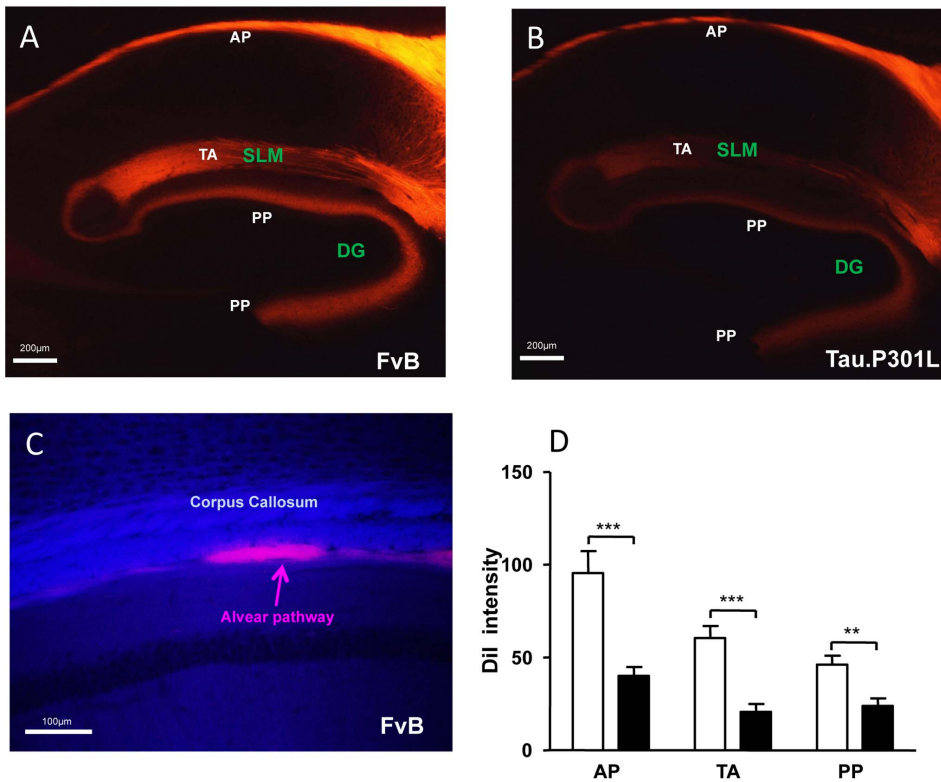 A
AP
TA
SLM
PP
DG
PP
200µm
FvB
B
AP
TA
SLM
PP
DG
PP
200µm
Tau.P301L
C
Corpus Callosum
Alvear pathway
100µm
FvB
D
150
100
50
0
DiI intensity
***
***
**
AP
TA
PP